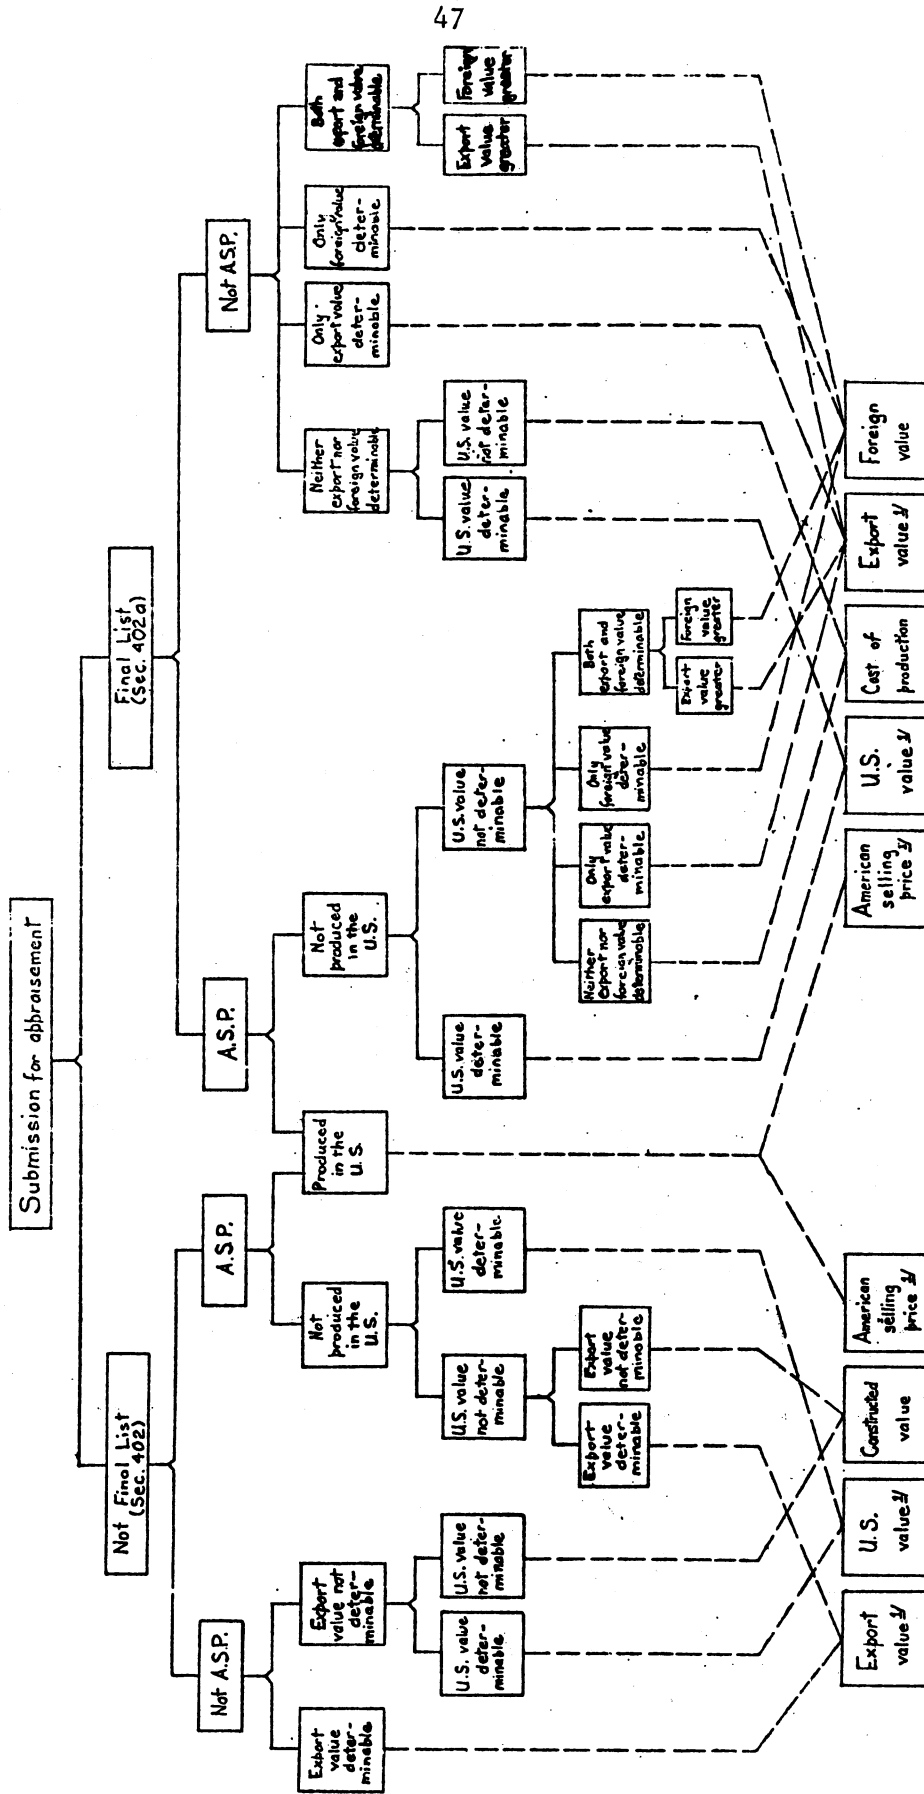 47
Submission for appraisement
Not Final List
(Sec. 402)
Final List
(Sec. 402a)
Not A.S.P.
A.S.P.
A.S.P.
Not A.S.P.
Export
value
deter-
minable
Export
value not
deter-
minable
Not
produced
in the
U.S.
Produced
in the
U.S.
Not
produced
in the
U.S.
Neither
export nor
foreign value
determinable
Only
export value
deter-
minable
Only
foreign value
deter-
minable
Both
export and
foreign value
determinable
U.S. value
deter-
minable
U.S. value
not deter-
minable
U.S. value
not deter-
minable
U.S. value
deter-
minable
U.S. value
deter-
minable
U.S. value
not deter-
minable
U.S. value
deter-
minable
U.S. value
not deter-
minable
Export
value
greater
Foreign
value
greater
Export
value
deter-
minable
Export
value
not deter-
minable
Neither
export nor
foreign value
determinable
Only
export value
deter-
minable
Only
foreign value
deter-
minable
Both
export and
foreign value
determinable
Export
value
greater
Foreign
value
greater
Export
value 1/
U.S.
value 1/
Constructed
value
American
selling
price 1/
American
selling
price 1/
U.S.
value 1/
Cost of
production
Export
value 1/
Foreign
value